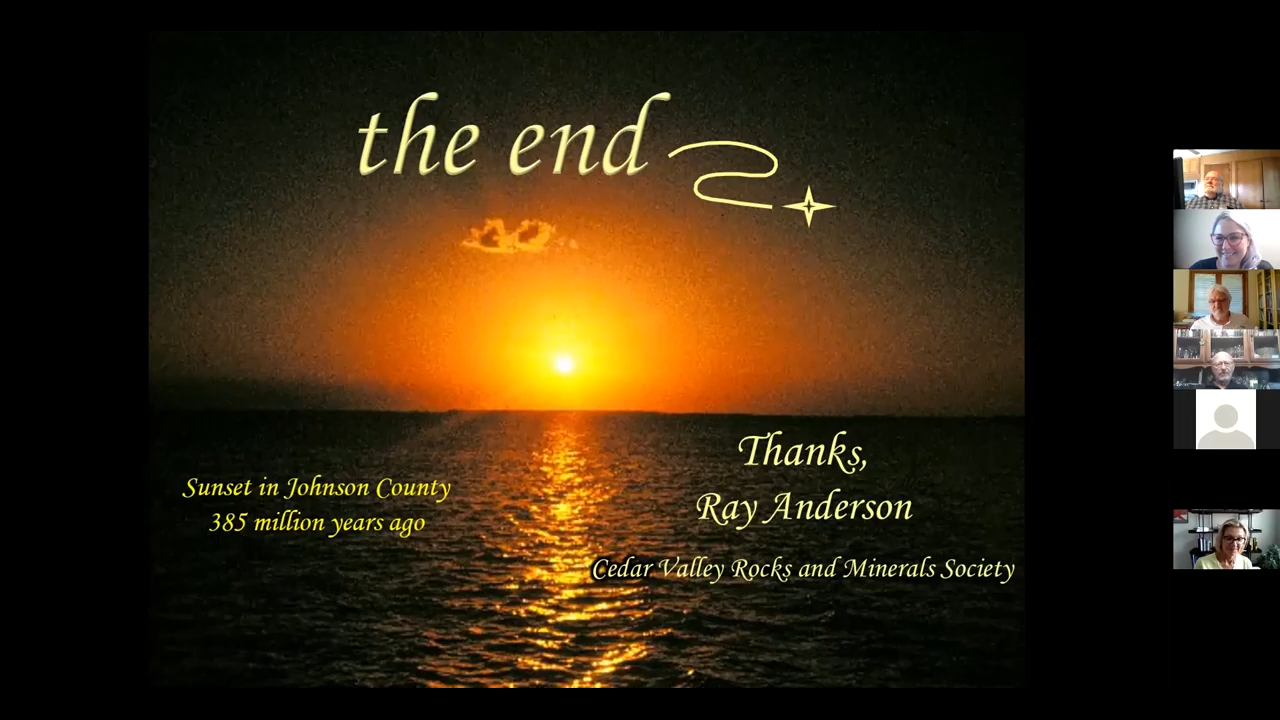 the end
Sunset in Johnson County
385 million years ago
Thanks,
Ray Anderson
Cedar Valley Rocks and Minerals Society